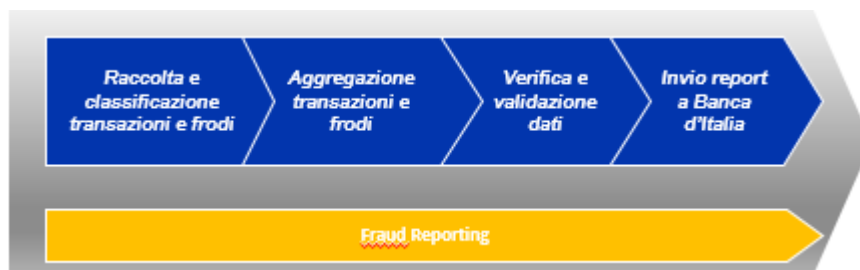 Raccolta e
classificazione
transazioni e frodi
Aggregazione
transazioni e
frodi
Verifica e
validazione
dati
Invio report
a Banca
d'Italia
Fraud Reporting